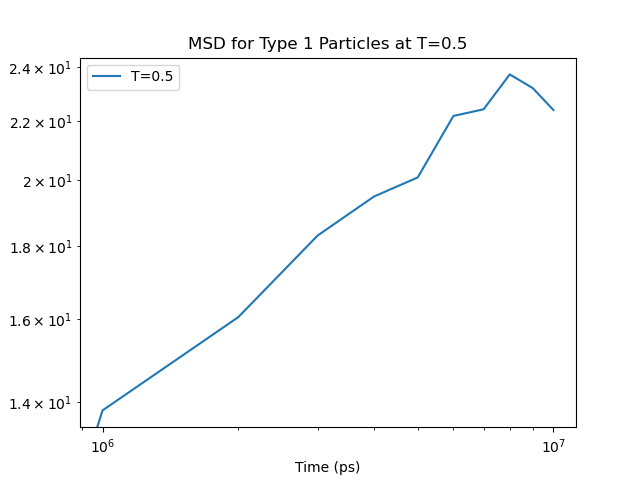 MSD for Type 1 Particles at T=0.5
T=0.5
2.4 × 10¹
2.2 × 10¹
2 × 10¹
1.8 × 10¹
1.6 × 10¹
1.4 × 10¹
10⁶ 10⁷
Time (ps)